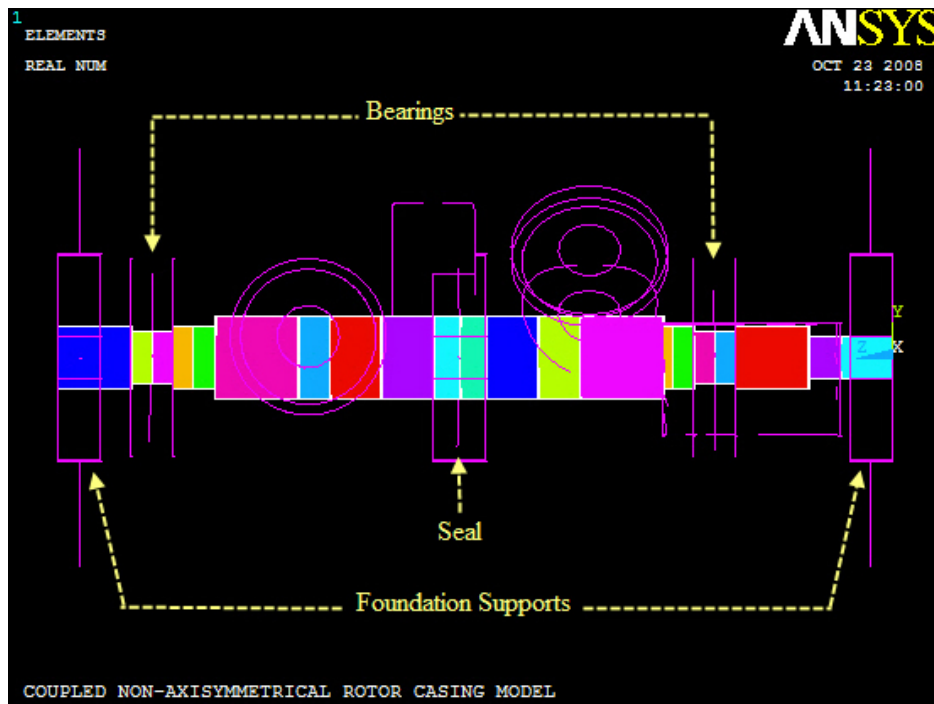 1
ELEMENTS
REAL NUM
ANSYS
OCT 23 2008
11:23:00
Bearings
Y
Z
X
Seal
Foundation Supports
COUPLED NON-AXISYMMETRICAL ROTOR CASING MODEL